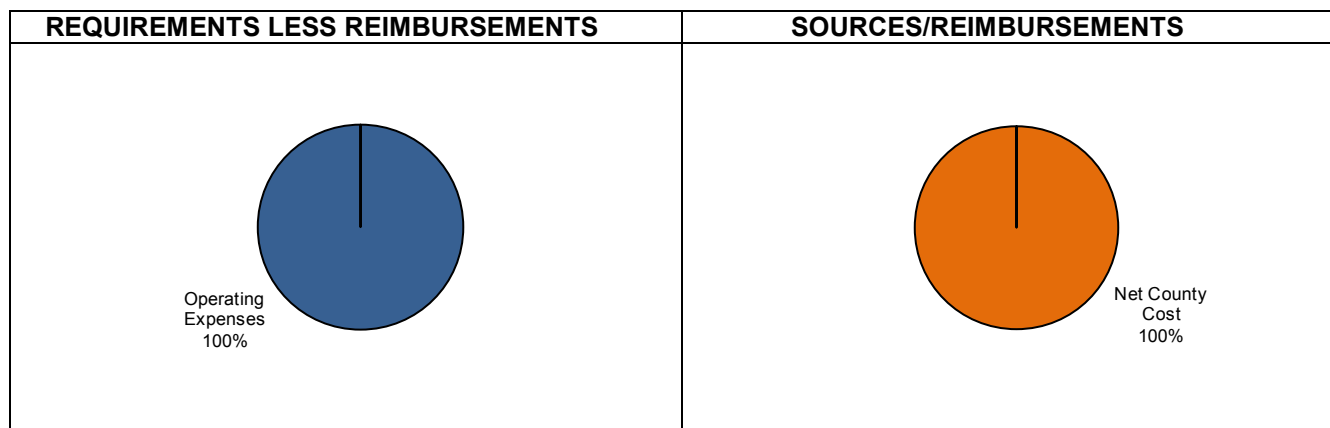 REQUIREMENTS LESS REIMBURSEMENTS
SOURCES/REIMBURSEMENTS
Operating
Expenses
100%
Net County
Cost
100%